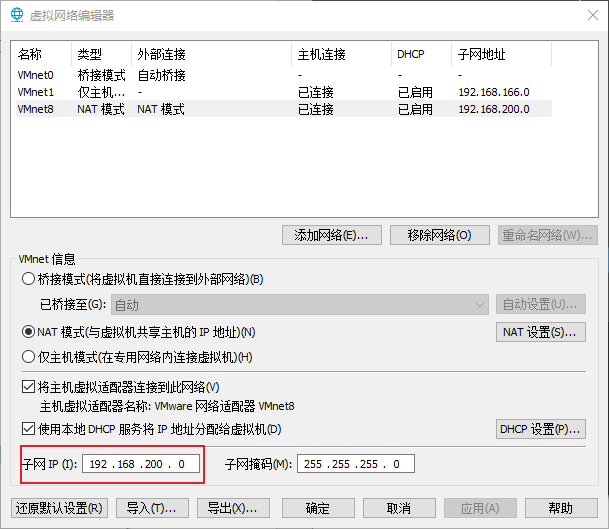 虚拟网络编辑器
名称 类型 外部连接 主机连接 DHCP 子网地址
VMnet0 桥接模式 自动桥接 - - -
VMnet1 仅主机... - 已连接 已启用 192.168.166.0
VMnet8 NAT 模式 NAT 模式 已连接 已启用 192.168.200.0
添加网络(E)... 移除网络(O) 重命名网络(W)...
VMnet 信息
桥接模式(将虚拟机直接连接到外部网络)(B)
已桥接至(G): 自动 自动设置(U)...
NAT 模式(与虚拟机共享主机的 IP 地址)(N) NAT 设置(S)...
仅主机模式(在专用网络内连接虚拟机)(H)
将主机虚拟适配器连接到此网络(V)
主机虚拟适配器名称: VMware 网络适配器 VMnet8
使用本地 DHCP 服务将 IP 地址分配给虚拟机(D) DHCP 设置(P)...
子网 IP (I): 192 .168 .200 . 0 子网掩码(M): 255 .255 .255 . 0
还原默认设置(R) 导入(T)... 导出(X)... 确定 取消 应用(A) 帮助